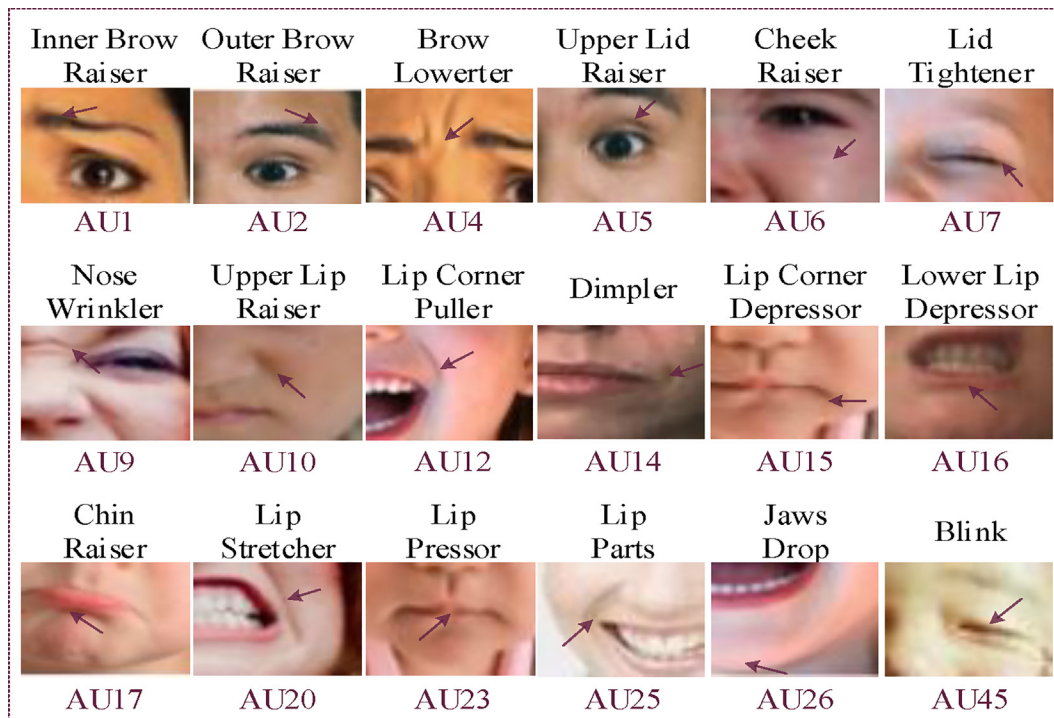 Inner Brow Outer Brow Brow Upper Lid Cheek Lid
Raiser Raiser Lowerter Raiser Raiser Tightener
AU1 AU2 AU4 AU5 AU6 AU7
Nose Upper Lip Lip Corner Dimpler Lip Corner Lower Lip
Wrinkler Raiser Puller Depressor Depressor
AU9 AU10 AU12 AU14 AU15 AU16
Chin Lip Lip Lip Jaws Blink
Raiser Stretcher Pressor Parts Drop
AU17 AU20 AU23 AU25 AU26 AU45